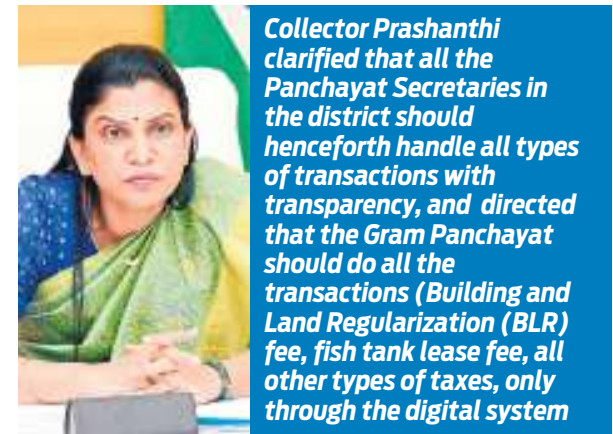 Collector Prashanthi
clarified that all the
Panchayat Secretaries in
the district should
henceforth handle all types
of transactions with
transparency, and directed
that the Gram Panchayat
should do all the
transactions (Building and
Land Regularization (BLR)
fee, fish tank lease fee, all
other types of taxes, only
through the digital system